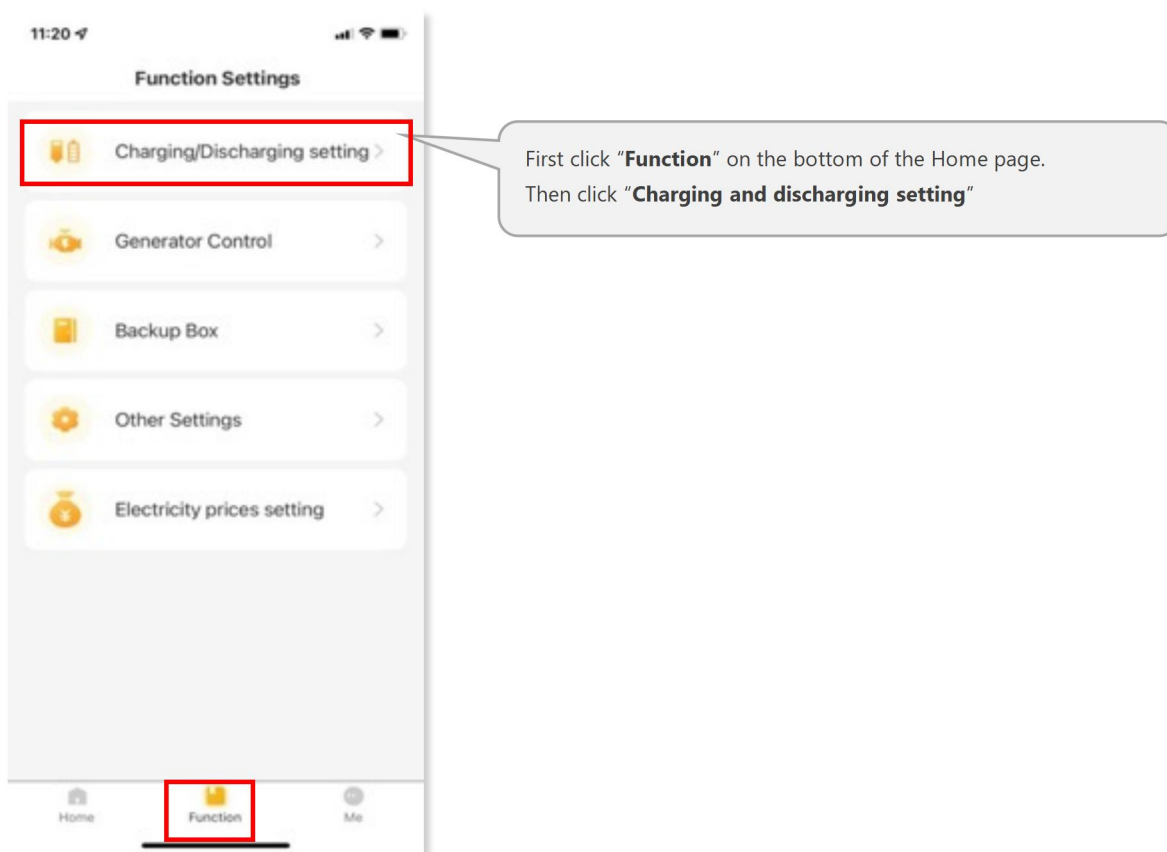 11:20
Function Settings
Charging/Discharging setting
First click “Function” on the bottom of the Home page.
Then click “Charging and discharging setting”
Generator Control
Backup Box
Other Settings
Electricity prices setting
Home
Function
Me